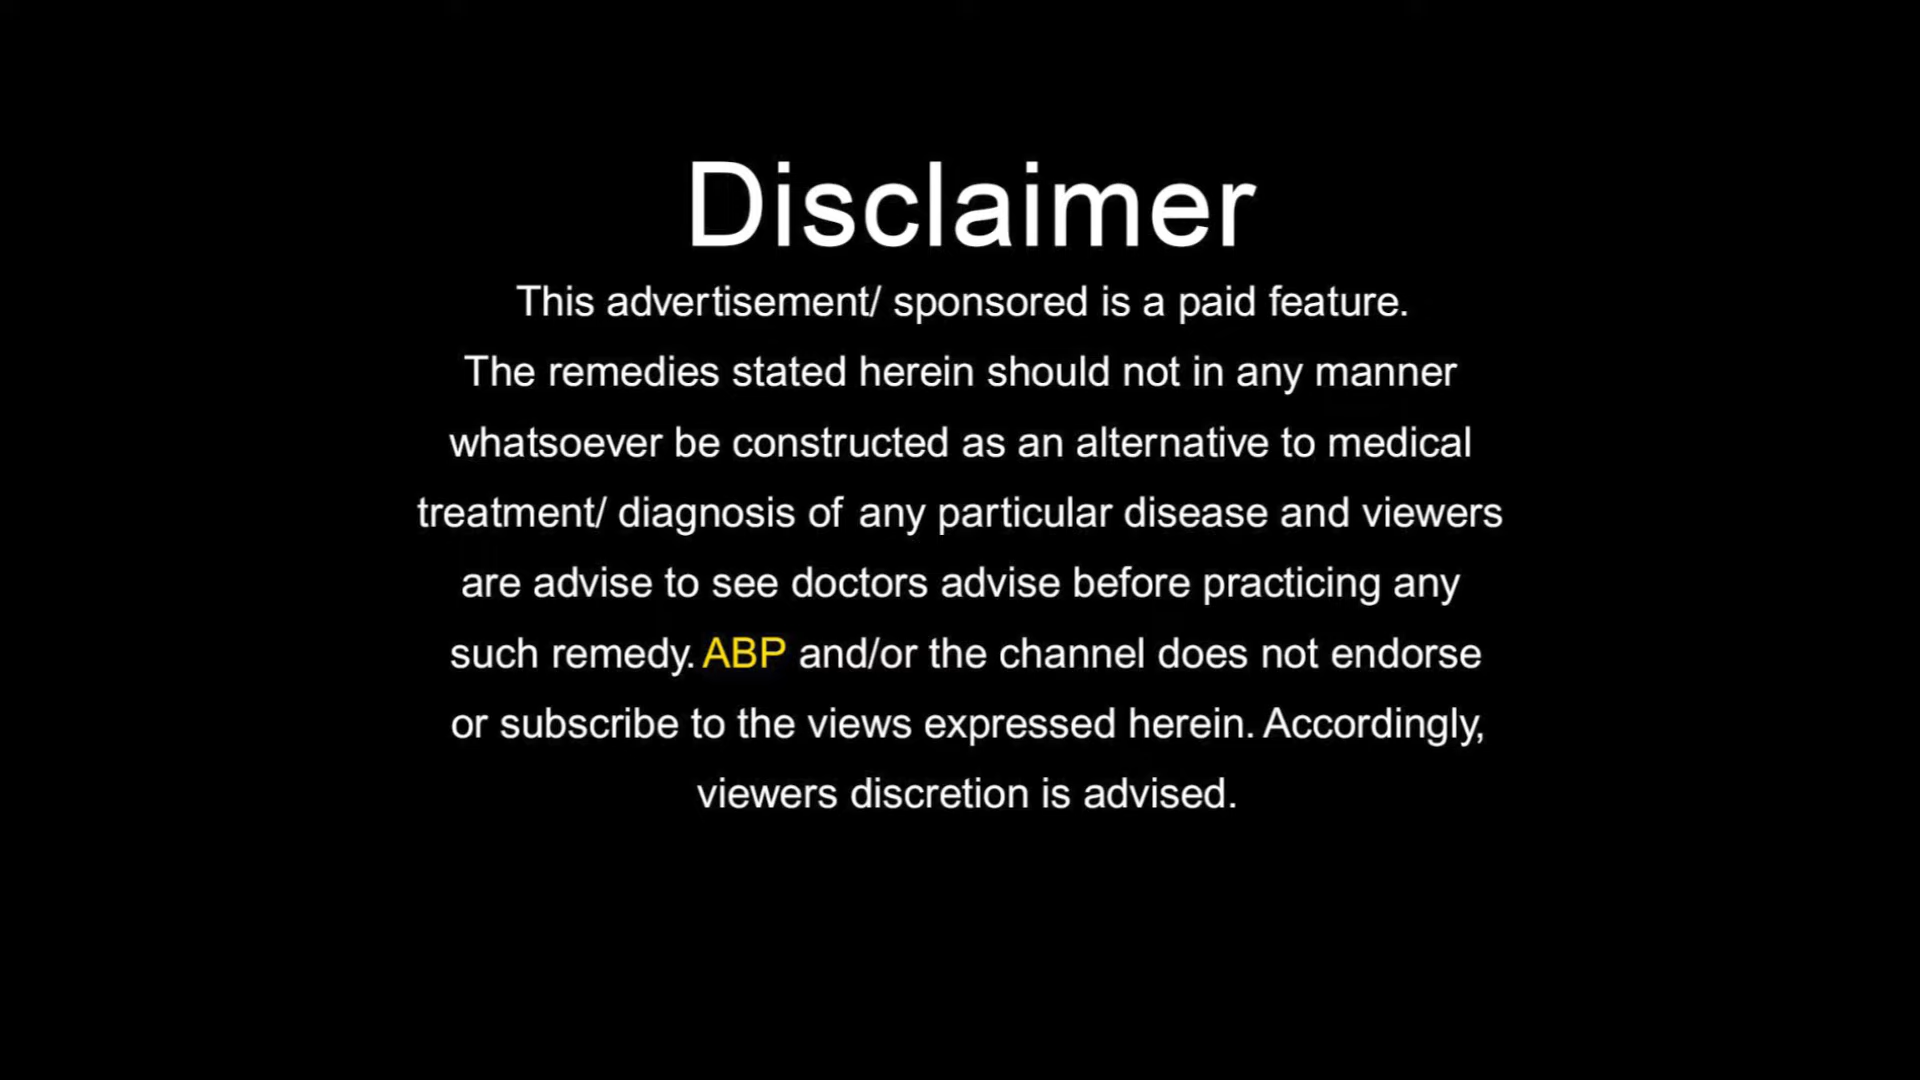 Disclaimer
This advertisement/ sponsored is a paid feature.
The remedies stated herein should not in any manner
whatsoever be constructed as an alternative to medical
treatment/ diagnosis of any particular disease and viewers
are advise to see doctors advise before practicing any
such remedy. ABP and/or the channel does not endorse
or subscribe to the views expressed herein. Accordingly,
viewers discretion is advised.